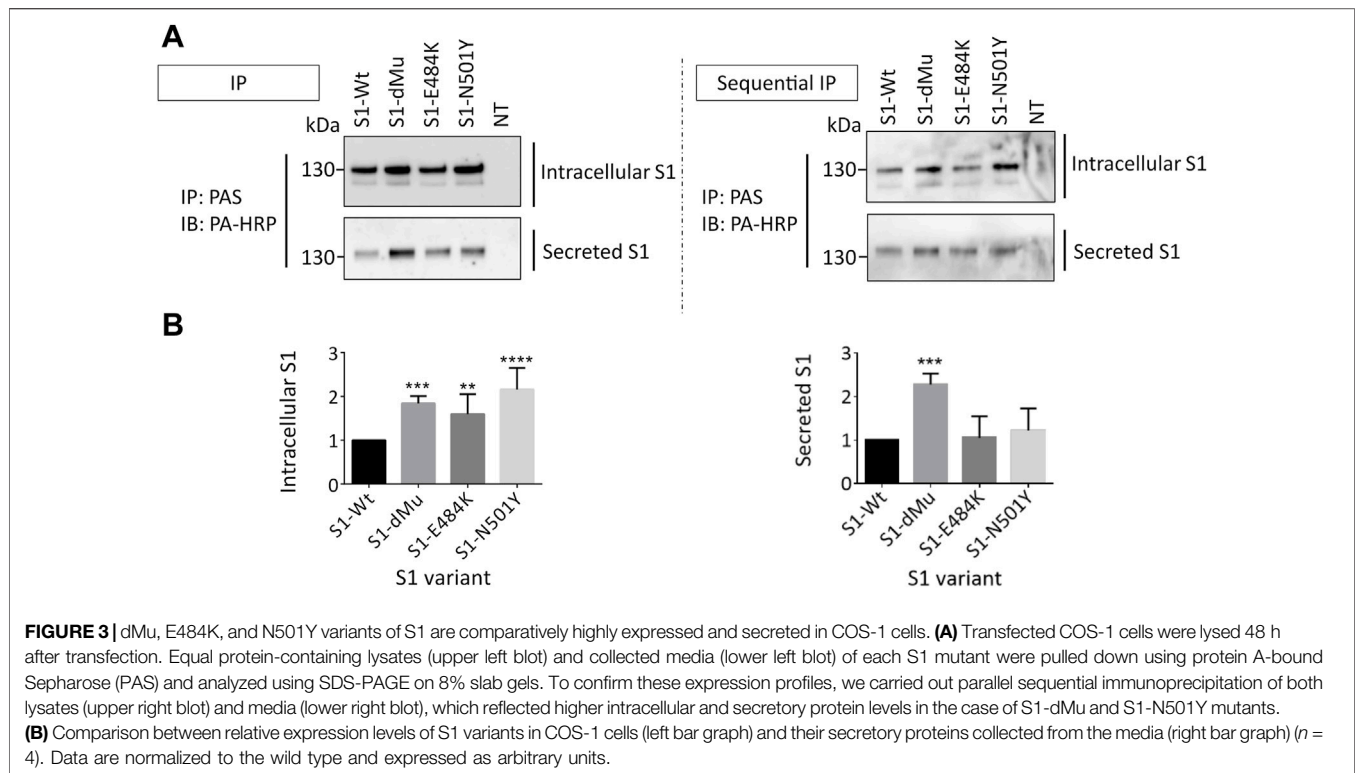 A
IP
S1-Wt
S1-dMu
S1-E484K
S1-N501Y
NT
kDa
130
Intracellular S1
IP: PAS
IB: PA-HRP
130
Secreted S1
Sequential IP
S1-Wt
S1-dMu
S1-E484K
S1-N501Y
NT
kDa
130
Intracellular S1
IP: PAS
IB: PA-HRP
130
Secreted S1
B
Intracellular S1
3
2
1
0
***
**
****
S1-Wt
S1-dMu
S1-E484K
S1-N501Y
S1 variant
Secreted S1
3
2
1
0
***
S1-Wt
S1-dMu
S1-E484K
S1-N501Y
S1 variant
FIGURE 3 | dMu, E484K, and N501Y variants of S1 are comparatively highly expressed and secreted in COS-1 cells. (A) Transfected COS-1 cells were lysed 48 h
after transfection. Equal protein-containing lysates (upper left blot) and collected media (lower left blot) of each S1 mutant were pulled down using protein A-bound
Sepharose (PAS) and analyzed using SDS-PAGE on 8% slab gels. To confirm these expression profiles, we carried out parallel sequential immunoprecipitation of both
lysates (upper right blot) and media (lower right blot), which reflected higher intracellular and secretory protein levels in the case of S1-dMu and S1-N501Y mutants.
(B) Comparison between relative expression levels of S1 variants in COS-1 cells (left bar graph) and their secretory proteins collected from the media (right bar graph) (n =
4). Data are normalized to the wild type and expressed as arbitrary units.